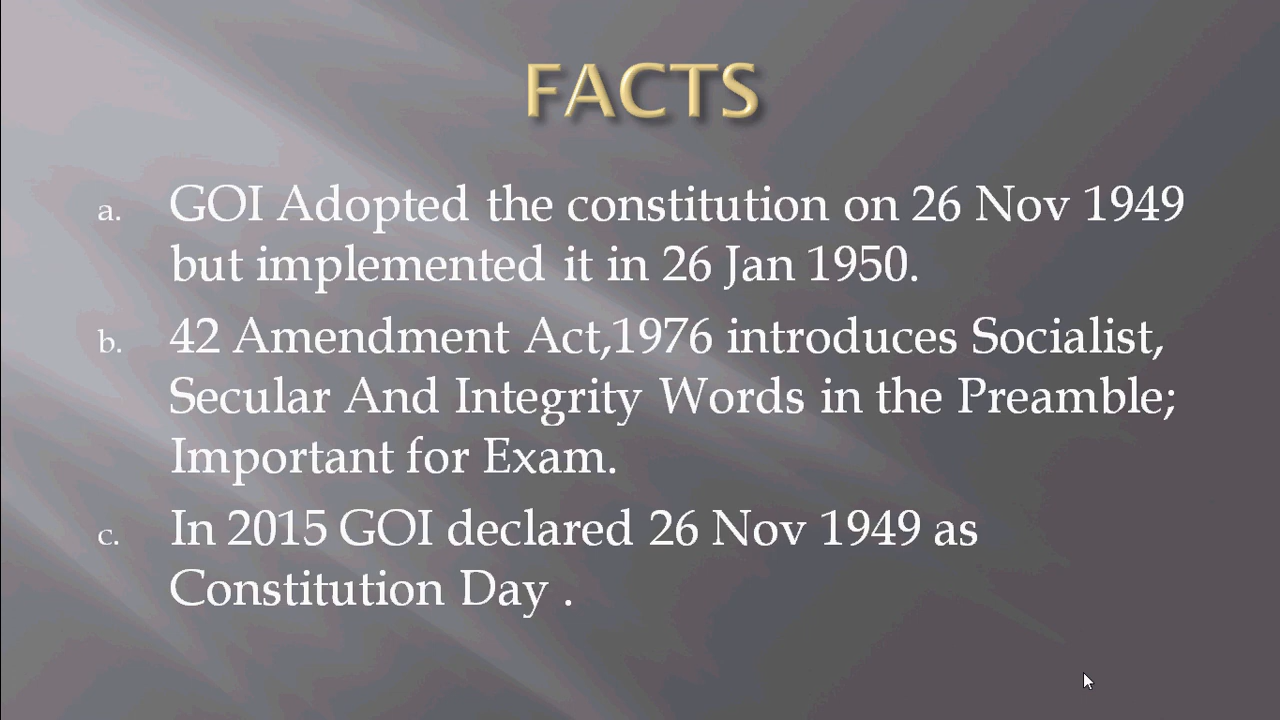 FACTS
a. GOI Adopted the constitution on 26 Nov 1949
but implemented it in 26 Jan 1950.
b. 42 Amendment Act,1976 introduces Socialist,
Secular And Integrity Words in the Preamble;
Important for Exam.
c. In 2015 GOI declared 26 Nov 1949 as
Constitution Day .